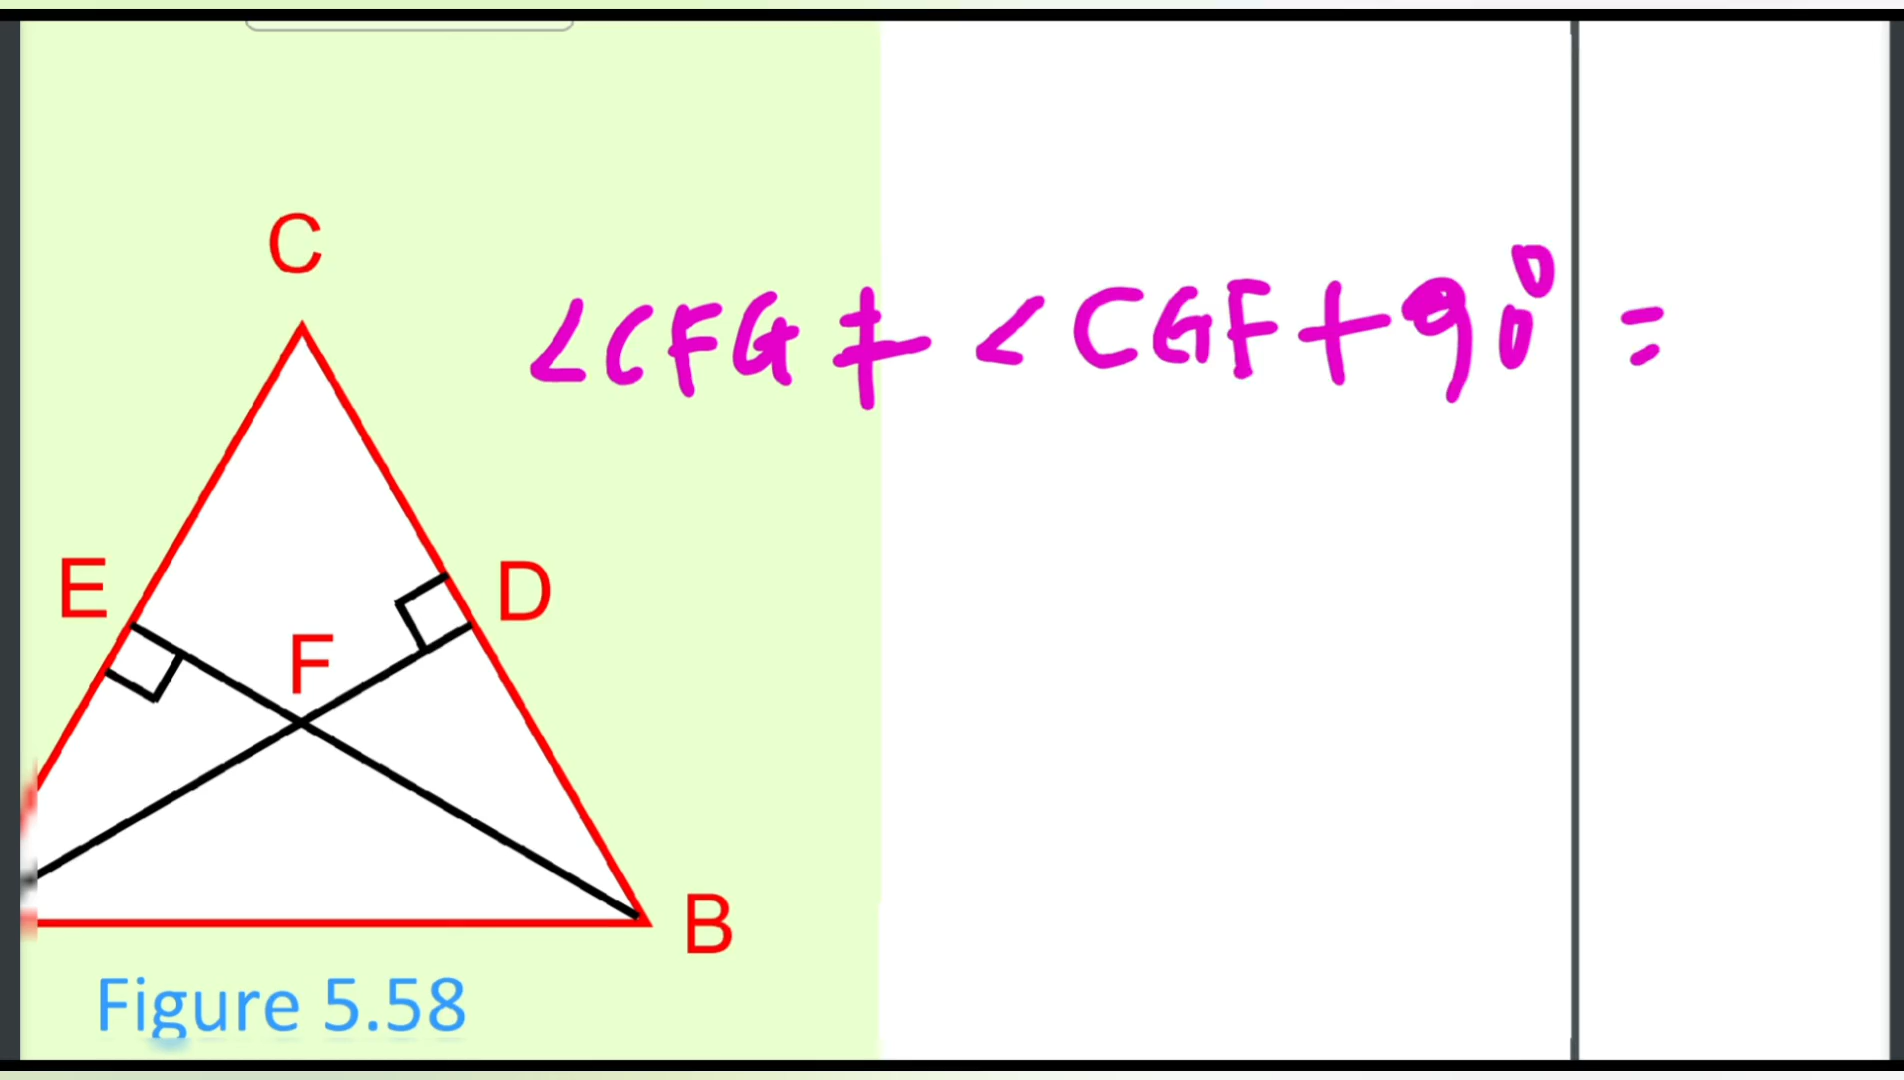 C
∠CFG + ∠CGF + 90° =
E
D
F
B
Figure 5.58